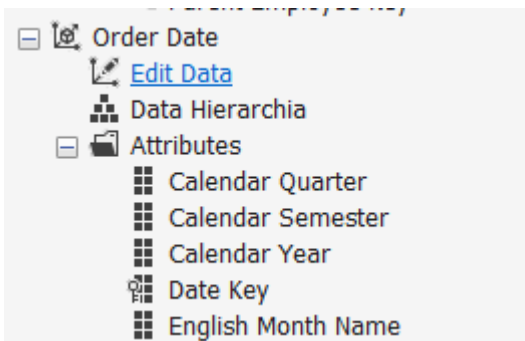 Order Date
Edit Data
Data Hierarchia
Attributes
Calendar Quarter
Calendar Semester
Calendar Year
Date Key
English Month Name